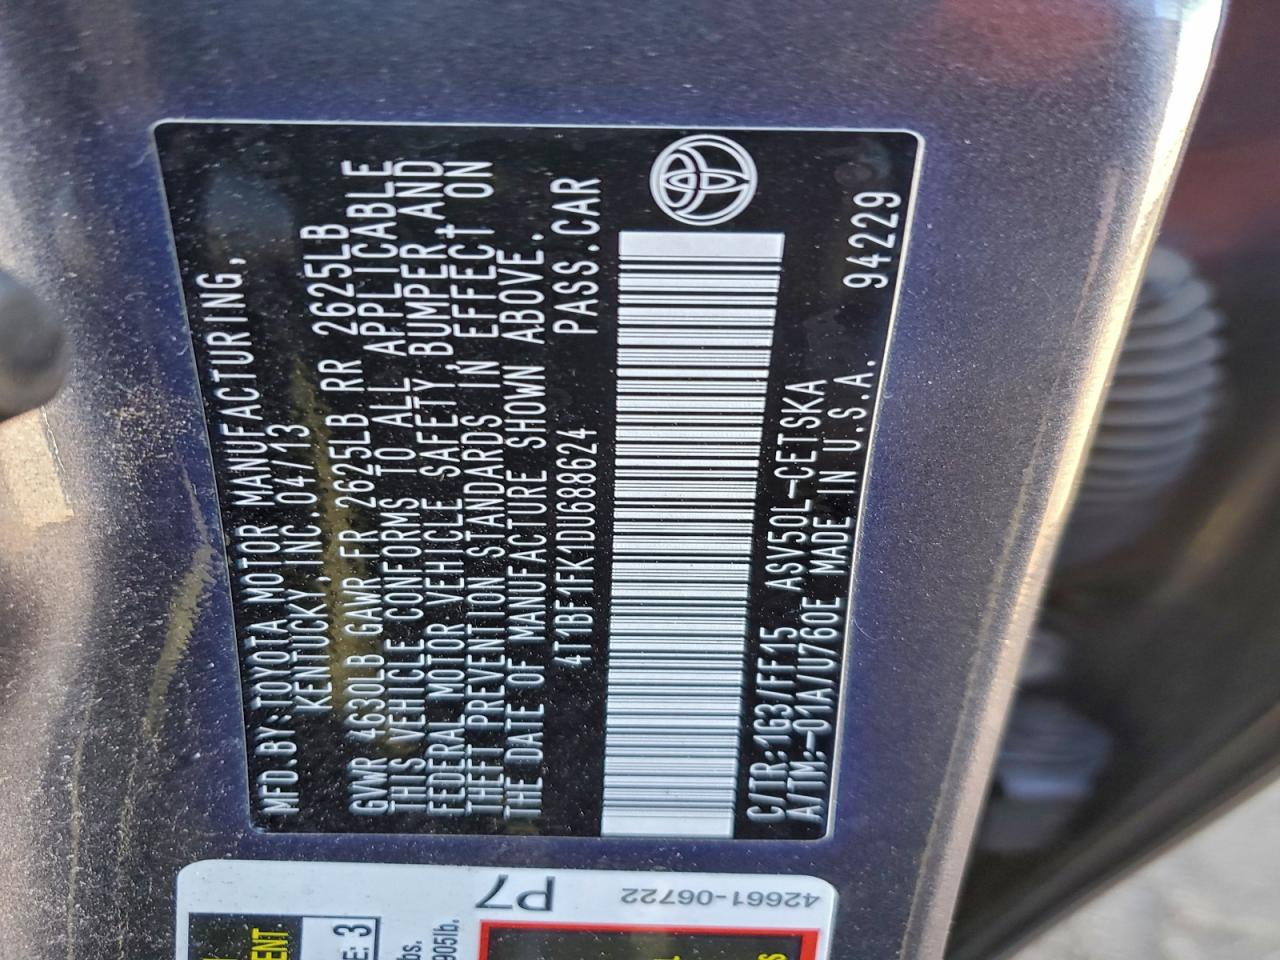 MFD.BY:TOYOTA MOTOR MANUFACTURING,
KENTUCKY, INC.04/13
GVWR 4630LB GAWR FR 2625LB RR 2625LB
THIS VEHICLE CONFORMS TO ALL APPLICABLE
FEDERAL MOTOR VEHICLE SAFETY,BUMPER,AND
THEFT PREVENTION STANDARDS IN EFFECT ON
THE DATE OF MANUFACTURE SHOWN ABOVE.
4T1BF1FK1DU688624 PASS.CAR
C/TR:1G3/FF15 ASV50L-CETSKA
A/TM:-01A/U760E MADE IN U.S.A.
94229
P7
42661-06722
E: 3
905lb.